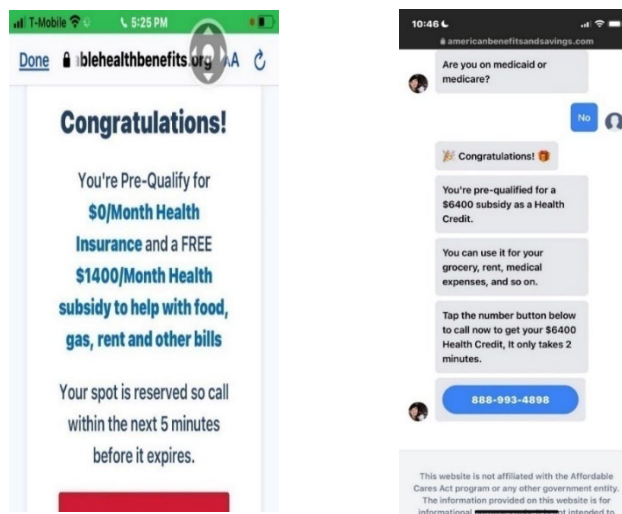 T-Mobile 5:25 PM
Done blehealthbenefits.org AA
Congratulations!
You're Pre-Qualify for
$0/Month Health
Insurance and a FREE
$1400/Month Health
subsidy to help with food,
gas, rent and other bills
Your spot is reserved so call
within the next 5 minutes
before it expires.
10:46
americanbenefitsandsavings.com
Are you on medicaid or
medicare?
No
Congratulations!
You're pre-qualified for a
$6400 subsidy as a Health
Credit.
You can use it for your
grocery, rent, medical
expenses, and so on.
Tap the number button below
to call now to get your $6400
Health Credit, It only takes 2
minutes.
888-993-4898
This website is not affiliated with the Affordable
Cares Act program or any other government entity.
The information provided on this website is for
informational intended to